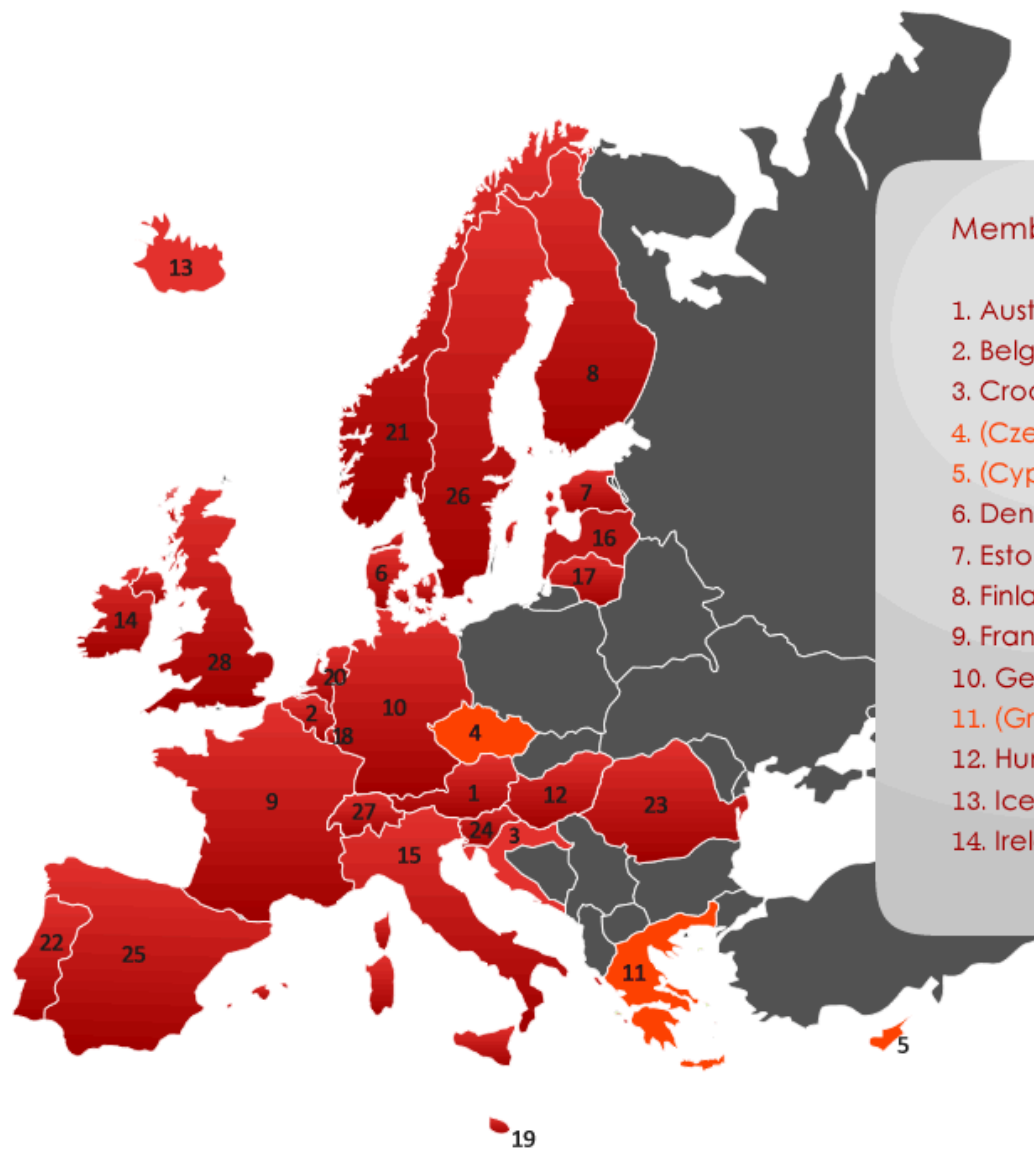 13
8
21
7
26
16
6
17
14
28
20
2
10
18
4
9
1
12
27
23
24
3
15
22
25
11
5
19
Memb
1. Aust
2. Belg
3. Croa
4. (Cze
5. (Cyp
6. Den
7. Esto
8. Finla
9. Fran
10. Ge
11. (Gr
12. Hun
13. Ice
14. Irel